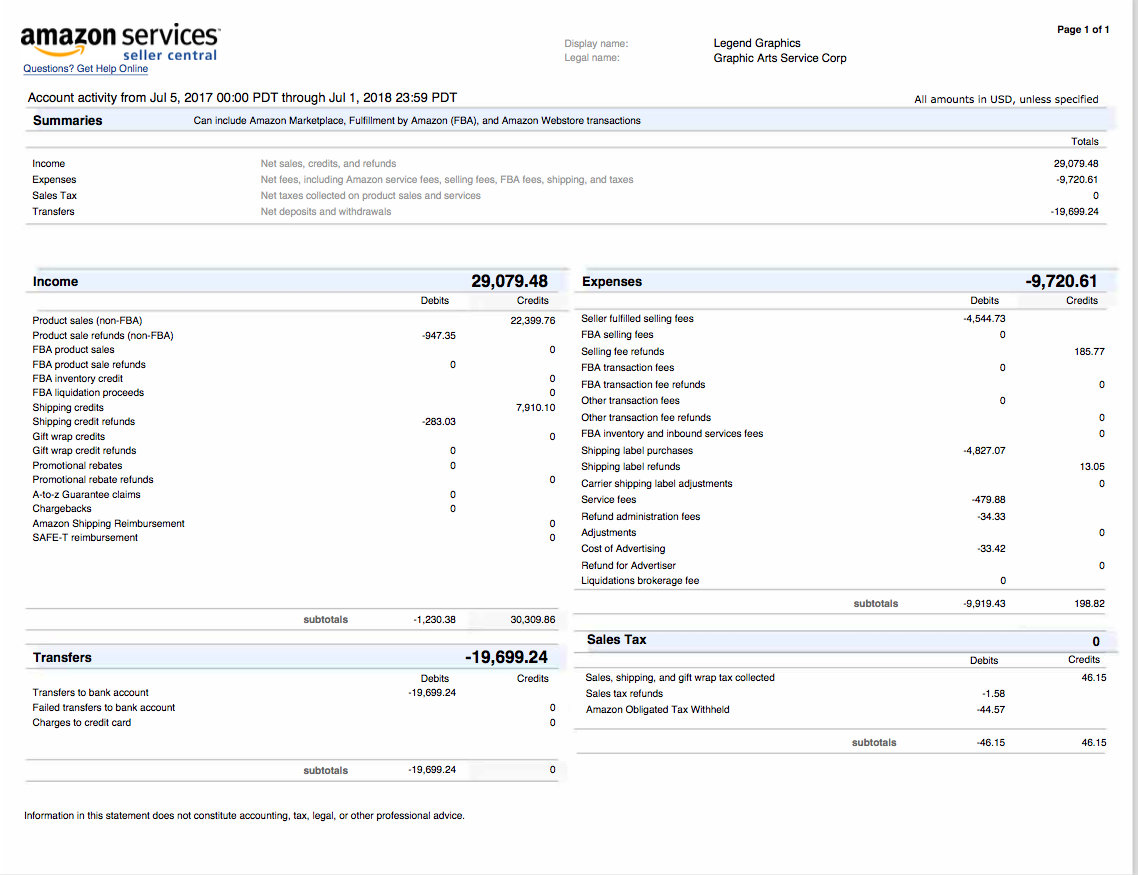 amazon services
seller central
Questions? Get Help Online
Page 1 of 1
Display name: Legend Graphics
Legal name: Graphic Arts Service Corp
Account activity from Jul 5, 2017 00:00 PDT through Jul 1, 2018 23:59 PDT
All amounts in USD, unless specified
Summaries Can include Amazon Marketplace, Fulfillment by Amazon (FBA), and Amazon Webstore transactions
Totals
Income Net sales, credits, and refunds 29,079.48
Expenses Net fees, including Amazon service fees, selling fees, FBA fees, shipping, and taxes -9,720.61
Sales Tax Net taxes collected on product sales and services 0
Transfers Net deposits and withdrawals -19,699.24
Income 29,079.48
Debits Credits
Product sales (non-FBA) 22,399.76
Product sale refunds (non-FBA) -947.35
FBA product sales 0
FBA product sale refunds 0
FBA inventory credit 0
FBA liquidation proceeds 0
Shipping credits 7,910.10
Shipping credit refunds -283.03
Gift wrap credits 0
Gift wrap credit refunds 0
Promotional rebates 0
Promotional rebate refunds 0
A-to-z Guarantee claims 0
Chargebacks 0
Amazon Shipping Reimbursement 0
SAFE-T reimbursement 0
subtotals -1,230.38 30,309.86
Expenses -9,720.61
Debits Credits
Seller fulfilled selling fees -4,544.73
FBA selling fees 0
Selling fee refunds 185.77
FBA transaction fees 0
FBA transaction fee refunds 0
Other transaction fees 0
Other transaction fee refunds 0
FBA inventory and inbound services fees 0
Shipping label purchases -4,827.07
Shipping label refunds 13.05
Carrier shipping label adjustments 0
Service fees -479.88
Refund administration fees -34.33
Adjustments 0
Cost of Advertising -33.42
Refund for Advertiser 0
Liquidations brokerage fee 0
subtotals -9,919.43 198.82
Transfers -19,699.24
Debits Credits
Transfers to bank account -19,699.24
Failed transfers to bank account 0
Charges to credit card 0
subtotals -19,699.24 0
Sales Tax 0
Debits Credits
Sales, shipping, and gift wrap tax collected 46.15
Sales tax refunds -1.58
Amazon Obligated Tax Withheld -44.57
subtotals -46.15 46.15
Information in this statement does not constitute accounting, tax, legal, or other professional advice.